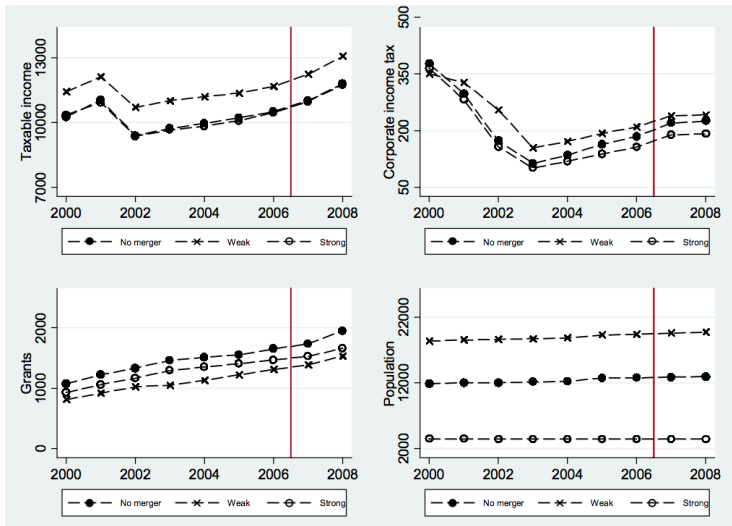 Taxable income
13000
10000
7000
2000 2002 2004 2006 2008
No merger Weak Strong
Corporate income tax
500
350
200
50
2000 2002 2004 2006 2008
No merger Weak Strong
Grants
2000
1000
0
2000 2002 2004 2006 2008
No merger Weak Strong
Population
22000
12000
2000
2000 2002 2004 2006 2008
No merger Weak Strong